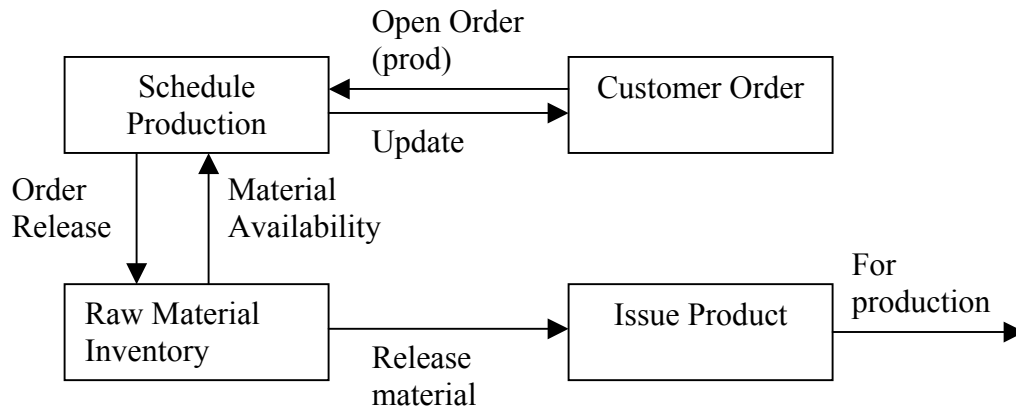 Open Order
(prod)
Schedule
Production
Customer Order
Update
Order
Release
Material
Availability
For
production
Raw Material
Inventory
Issue Product
Release
material